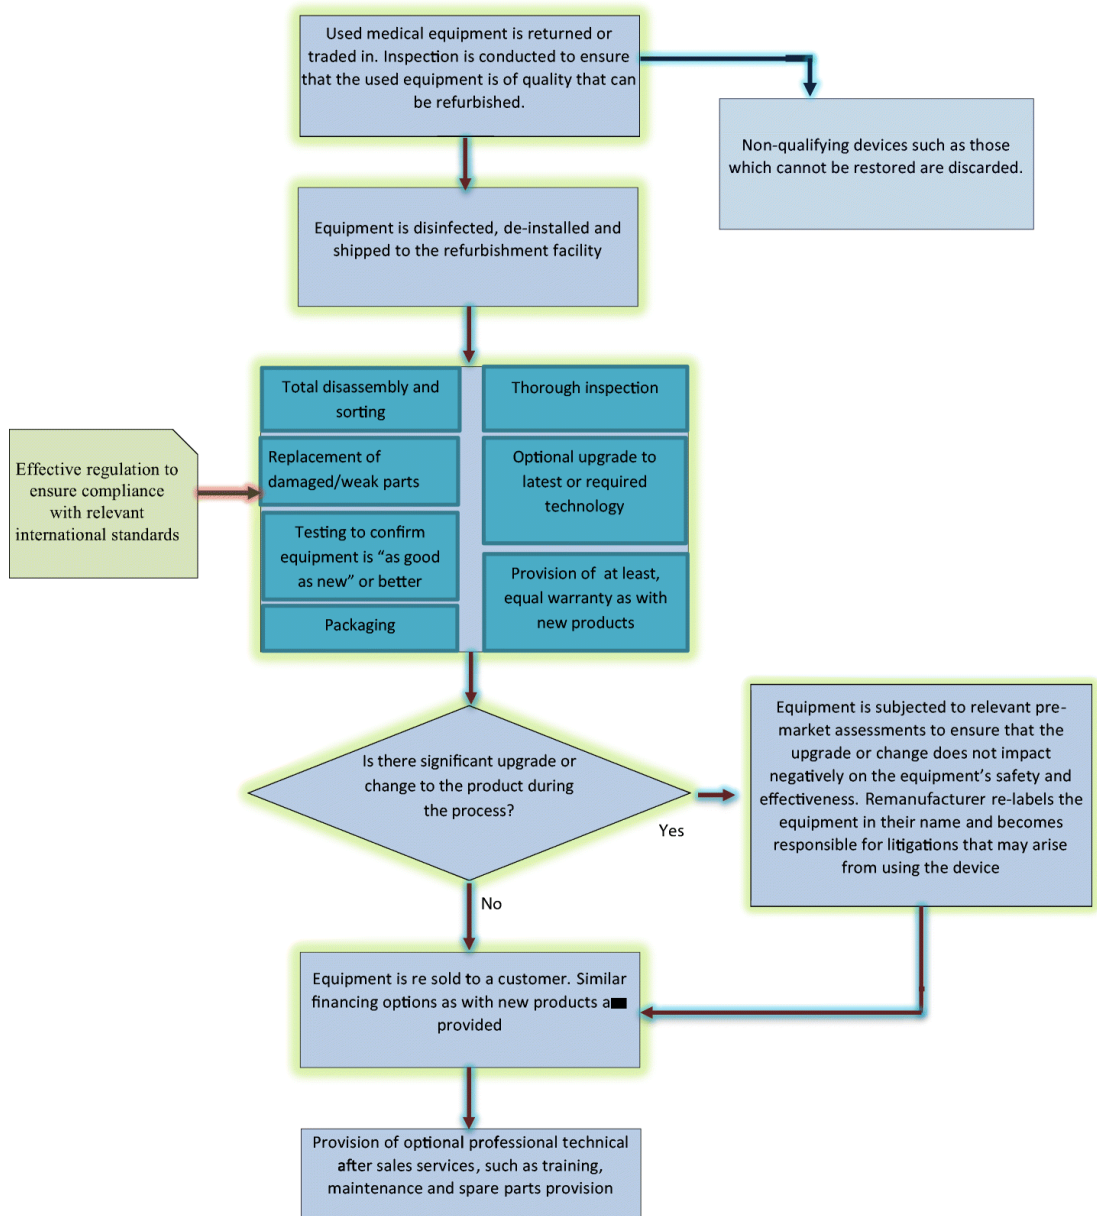 Used medical equipment is returned or
traded in. Inspection is conducted to ensure
that the used equipment is of quality that can
be refurbished.
Non-qualifying devices such as those
which cannot be restored are discarded.
Equipment is disinfected, de-installed and
shipped to the refurbishment facility
Total disassembly and
sorting
Thorough inspection
Effective regulation to
ensure compliance
with relevant
international standards
Replacement of
damaged/weak parts
Optional upgrade to
latest or required
technology
Testing to confirm
equipment is “as good
as new” or better
Provision of at least,
equal warranty as with
new products
Packaging
Is there significant upgrade or
change to the product during
the process?
Yes
No
Equipment is subjected to relevant pre-
market assessments to ensure that the
upgrade or change does not impact
negatively on the equipment’s safety and
effectiveness. Remanufacturer re-labels the
equipment in their name and becomes
responsible for litigations that may arise
from using the device
Equipment is re sold to a customer. Similar
financing options as with new products
provided
Provision of optional professional technical
after sales services, such as training,
maintenance and spare parts provision